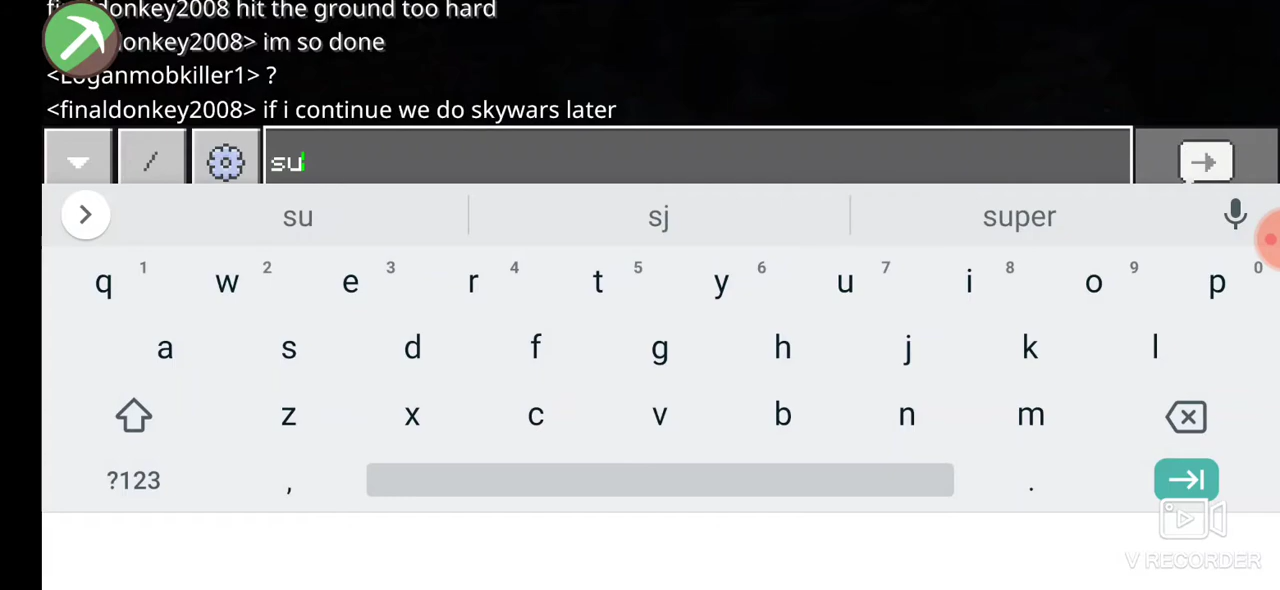 finaldonkey2008 hit the ground too hard
onkey2008> im so done
<Loganmobkiller1> ?
<finaldonkey2008> if i continue we do skywars later
/
su
su sj super
1 2 3 4 5 6 7 8 9 0
q w e r t y u i o p
a s d f g h j k l
z x c v b n m
?123 , .
V RECORDER